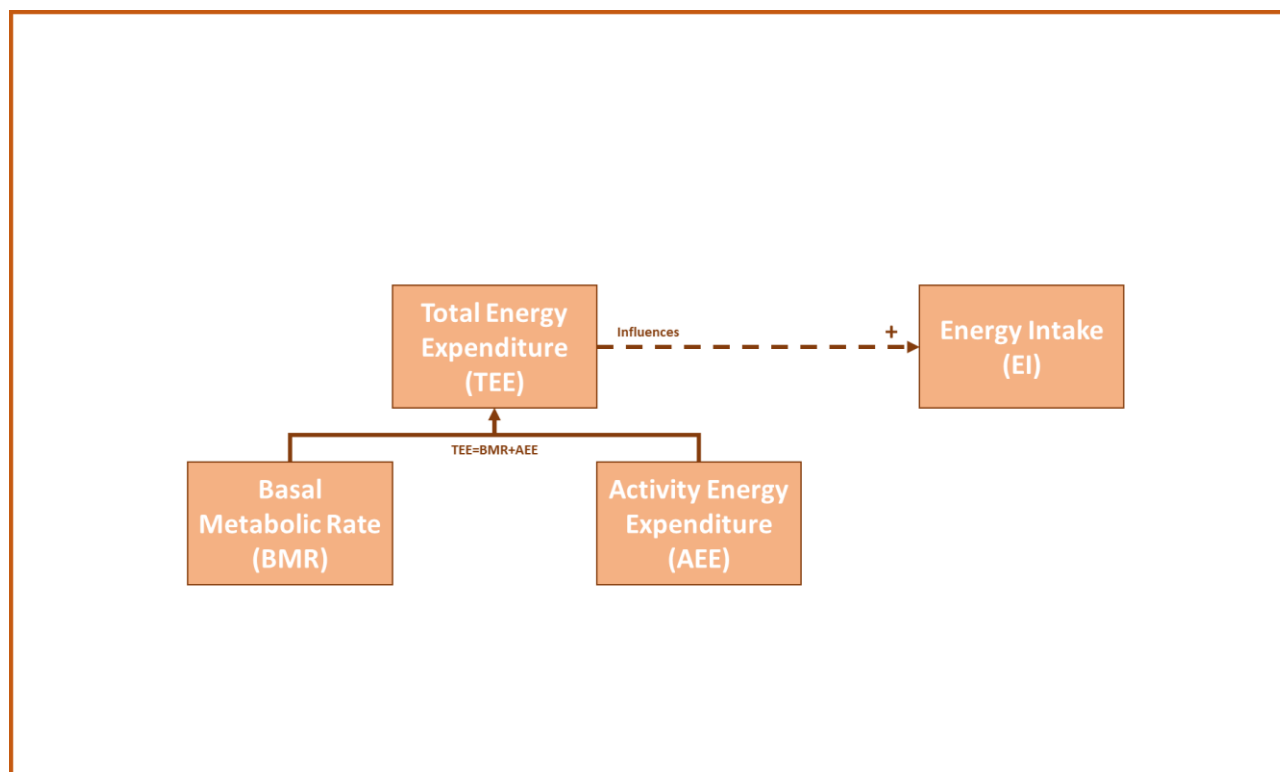 Total Energy
Expenditure
(TEE)
Influences
+
Energy Intake
(EI)
TEE=BMR+AEE
Basal
Metabolic Rate
(BMR)
Activity Energy
Expenditure
(AEE)